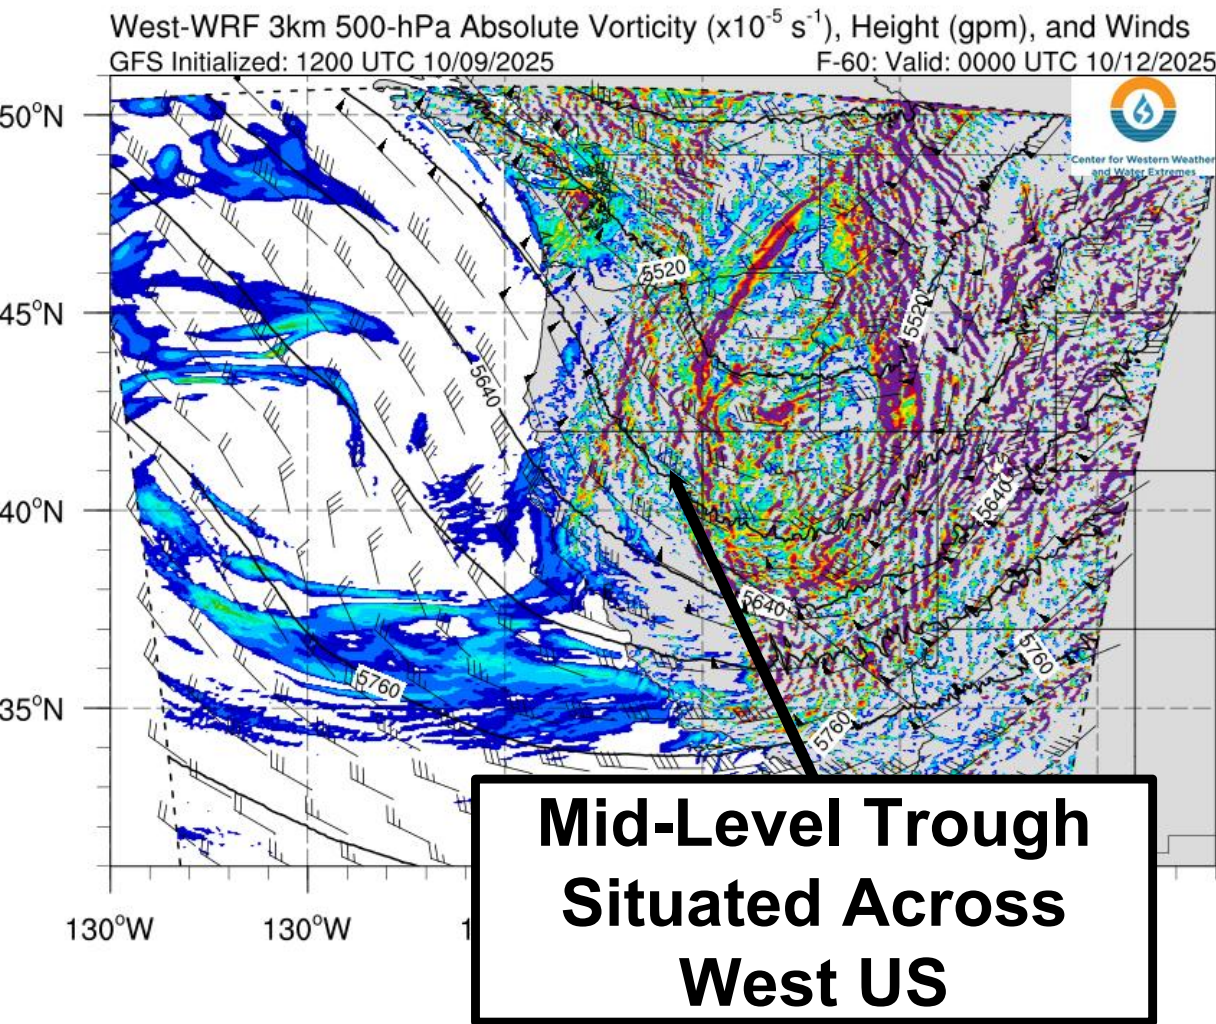 West-WRF 3km 500-hPa Absolute Vorticity (x10⁻⁵ s⁻¹), Height (gpm), and Winds
GFS Initialized: 1200 UTC 10/09/2025 F-60: Valid: 0000 UTC 10/12/2025
50°N
Center for Western Weather
and Water Extremes
5520
45°N
5520
5640
40°N
5640
5640
5760
5760
35°N
5760
130°W 130°W 1
Mid-Level Trough
Situated Across
West US